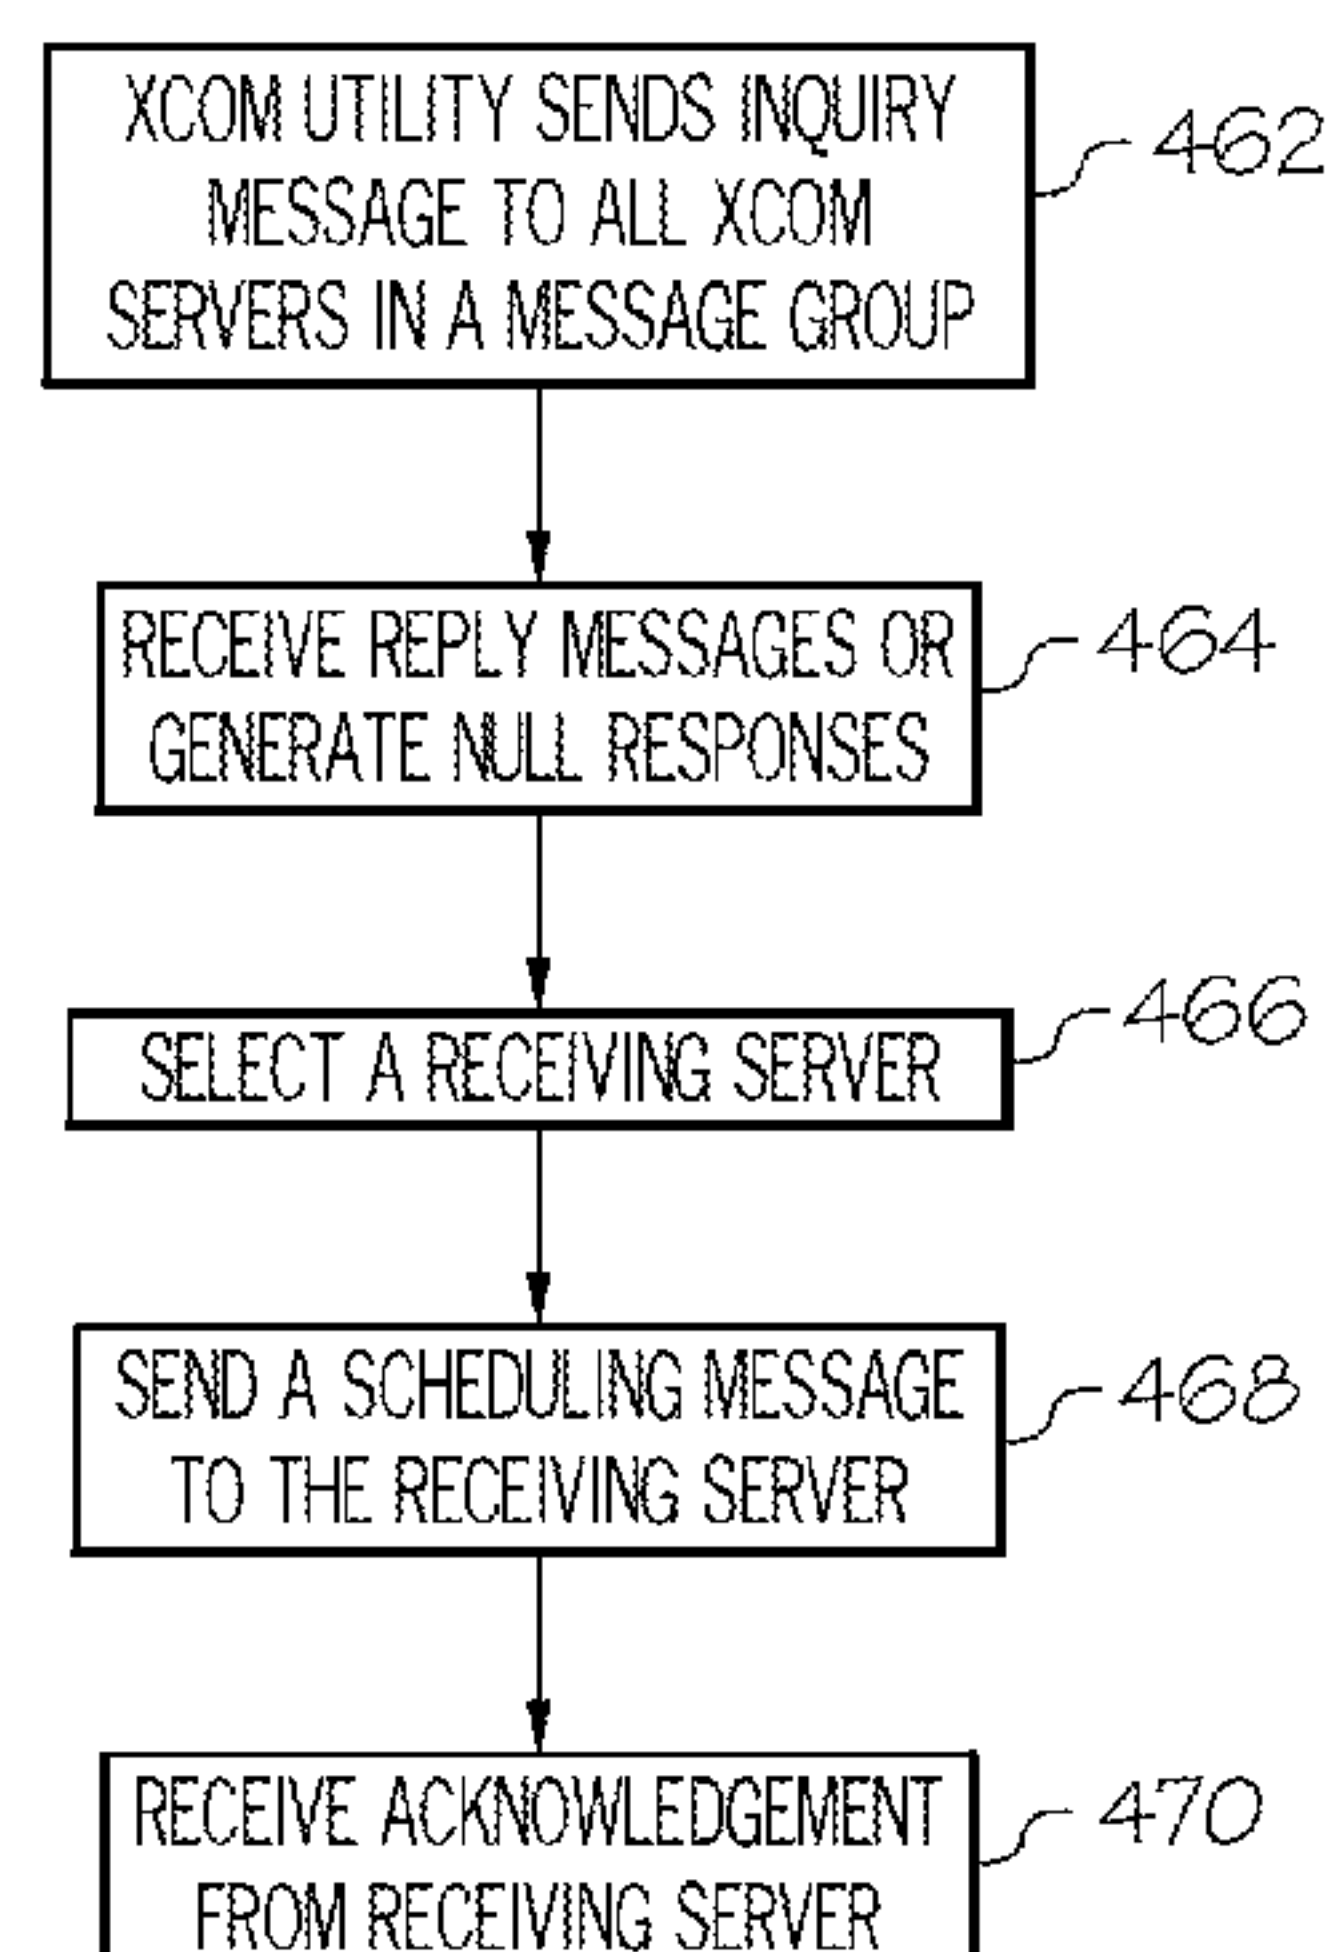 XCOM UTILITY SENDS INQUIRY
MESSAGE TO ALL XCOM
SERVERS IN A MESSAGE GROUP
462
RECEIVE REPLY MESSAGES OR
GENERATE NULL RESPONSES
464
SELECT A RECEIVING SERVER
466
SEND A SCHEDULING MESSAGE
TO THE RECEIVING SERVER
468
RECEIVE ACKNOWLEDGEMENT
FROM RECEIVING SERVER
470